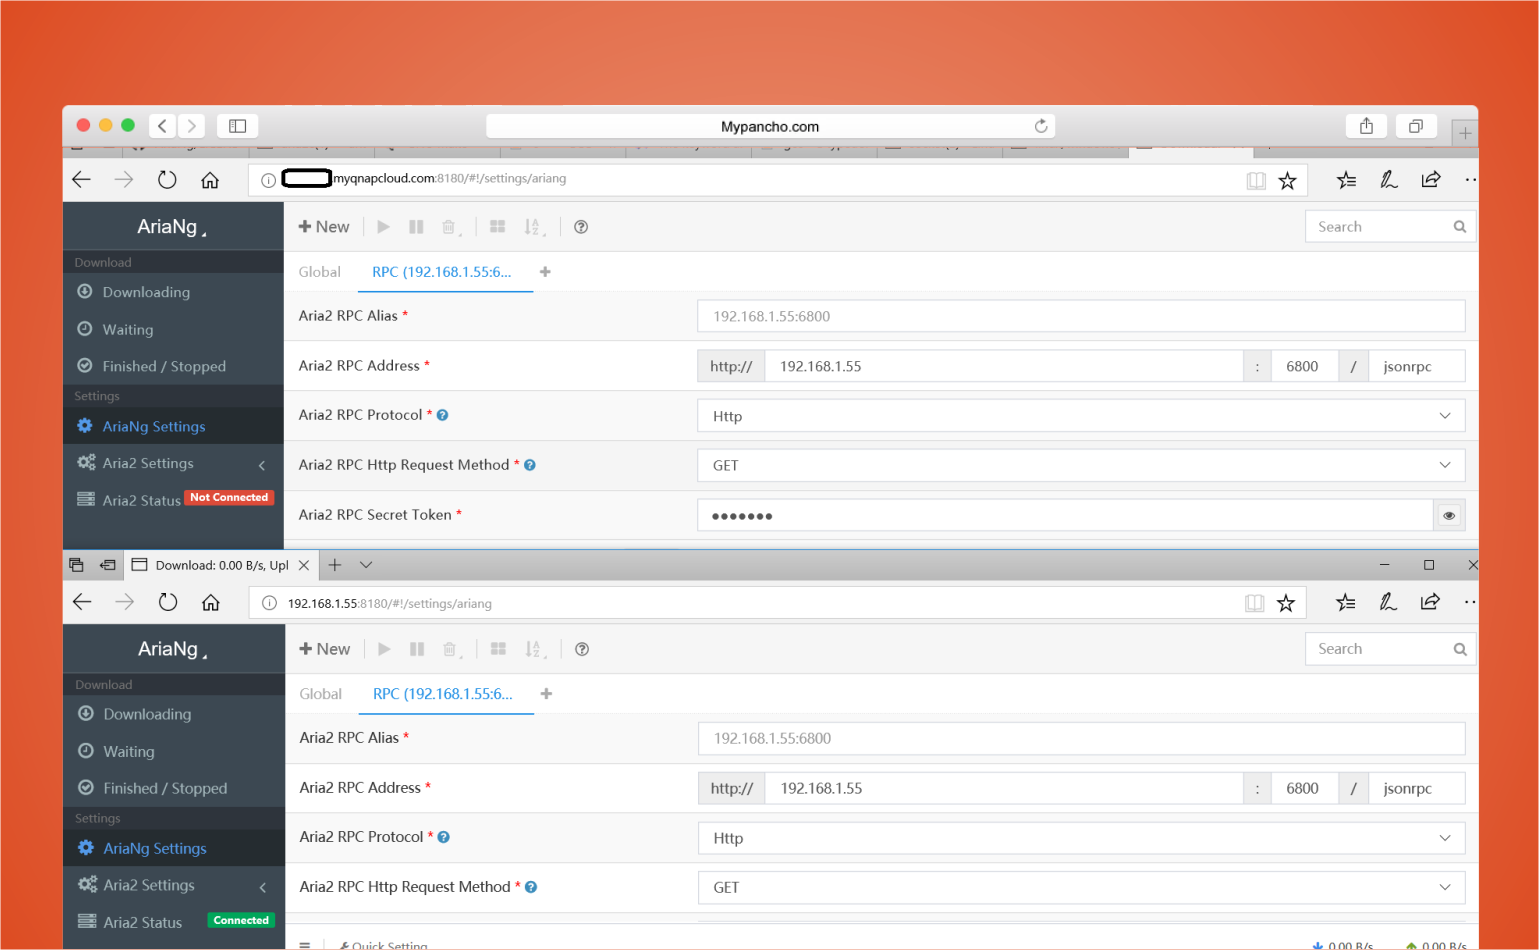 Mypancho.com
.myqnapcloud.com:8180/#!/settings/ariang
AriaNg
New
Search
Download
Global
RPC (192.168.1.55:6...
Downloading
Waiting
Finished / Stopped
Settings
AriaNg Settings
Aria2 Settings
Aria2 Status Not Connected
Aria2 RPC Alias *
192.168.1.55:6800
Aria2 RPC Address *
http:// 192.168.1.55 : 6800 / jsonrpc
Aria2 RPC Protocol *
Http
Aria2 RPC Http Request Method *
GET
Aria2 RPC Secret Token *
•••••••
Download: 0.00 B/s, Upl
192.168.1.55:8180/#!/settings/ariang
AriaNg
New
Search
Download
Global
RPC (192.168.1.55:6...
Downloading
Waiting
Finished / Stopped
Settings
AriaNg Settings
Aria2 Settings
Aria2 Status Connected
Aria2 RPC Alias *
192.168.1.55:6800
Aria2 RPC Address *
http:// 192.168.1.55 : 6800 / jsonrpc
Aria2 RPC Protocol *
Http
Aria2 RPC Http Request Method *
GET
Quick Setting
0.00 B/s
0.00 B/s